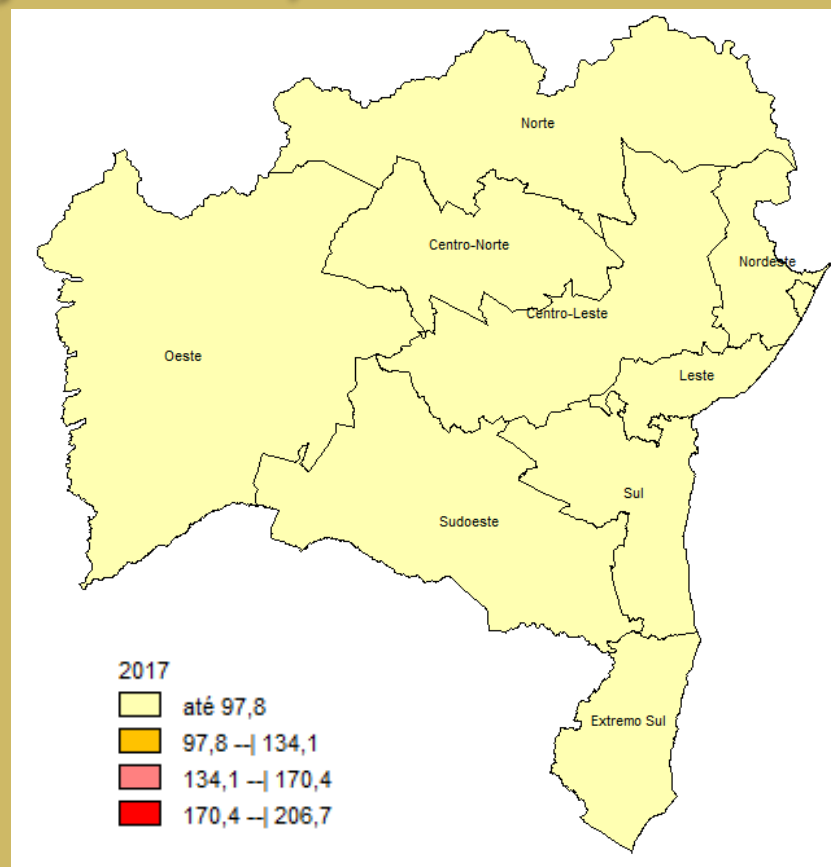 Norte
Centro-Norte
Nordeste
Centro-Leste
Oeste
Leste
Sul
Sudoeste
Extremo Sul
2017
até 97,8
97,8 --| 134,1
134,1 --| 170,4
170,4 --| 206,7